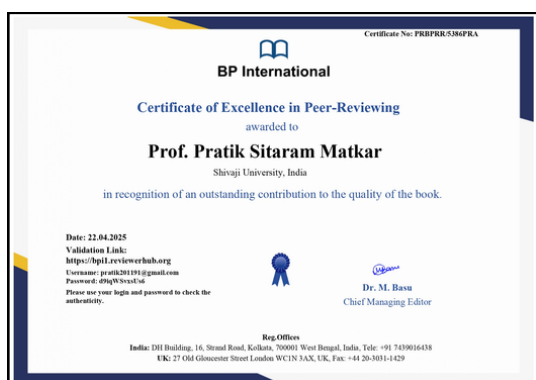 Certificate No: PRBPRR/5386PRA
BP International
Certificate of Excellence in Peer-Reviewing
awarded to
Prof. Pratik Sitaram Matkar
Shivaji University, India
in recognition of an outstanding contribution to the quality of the book.
Date: 22.04.2025
Validation Link:
https://bpi1.reviewerhub.org
Username: pratik201191@gmail.com
Password: d9iqWSvxsUs6
Please use your login and password to check the
authenticity.
Dr. M. Basu
Chief Managing Editor
Reg.Offices
India: DH Building, 16, Strand Road, Kolkata, 700001 West Bengal, India, Tele: +91 7439016438
UK: 27 Old Gloucester Street London WC1N 3AX, UK, Fax: +44 20-3031-1429